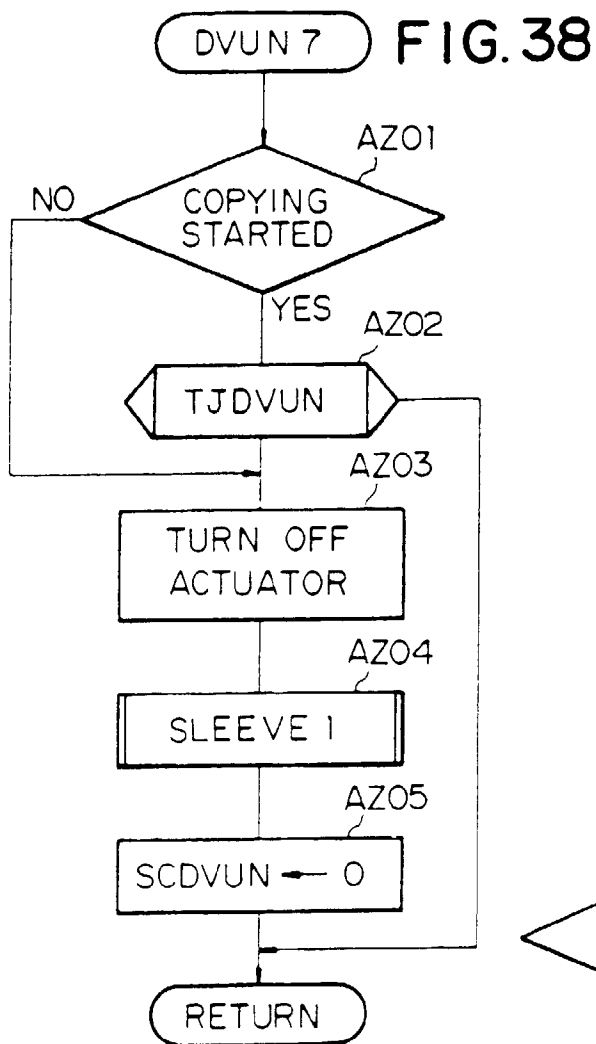 DVUN 7
FIG. 38
AZ01
NO
COPYING
STARTED
YES
AZ02
TJDVUN
AZ03
TURN OFF
ACTUATOR
AZ04
SLEEVE 1
AZ05
SCDVUN ← 0
RETURN